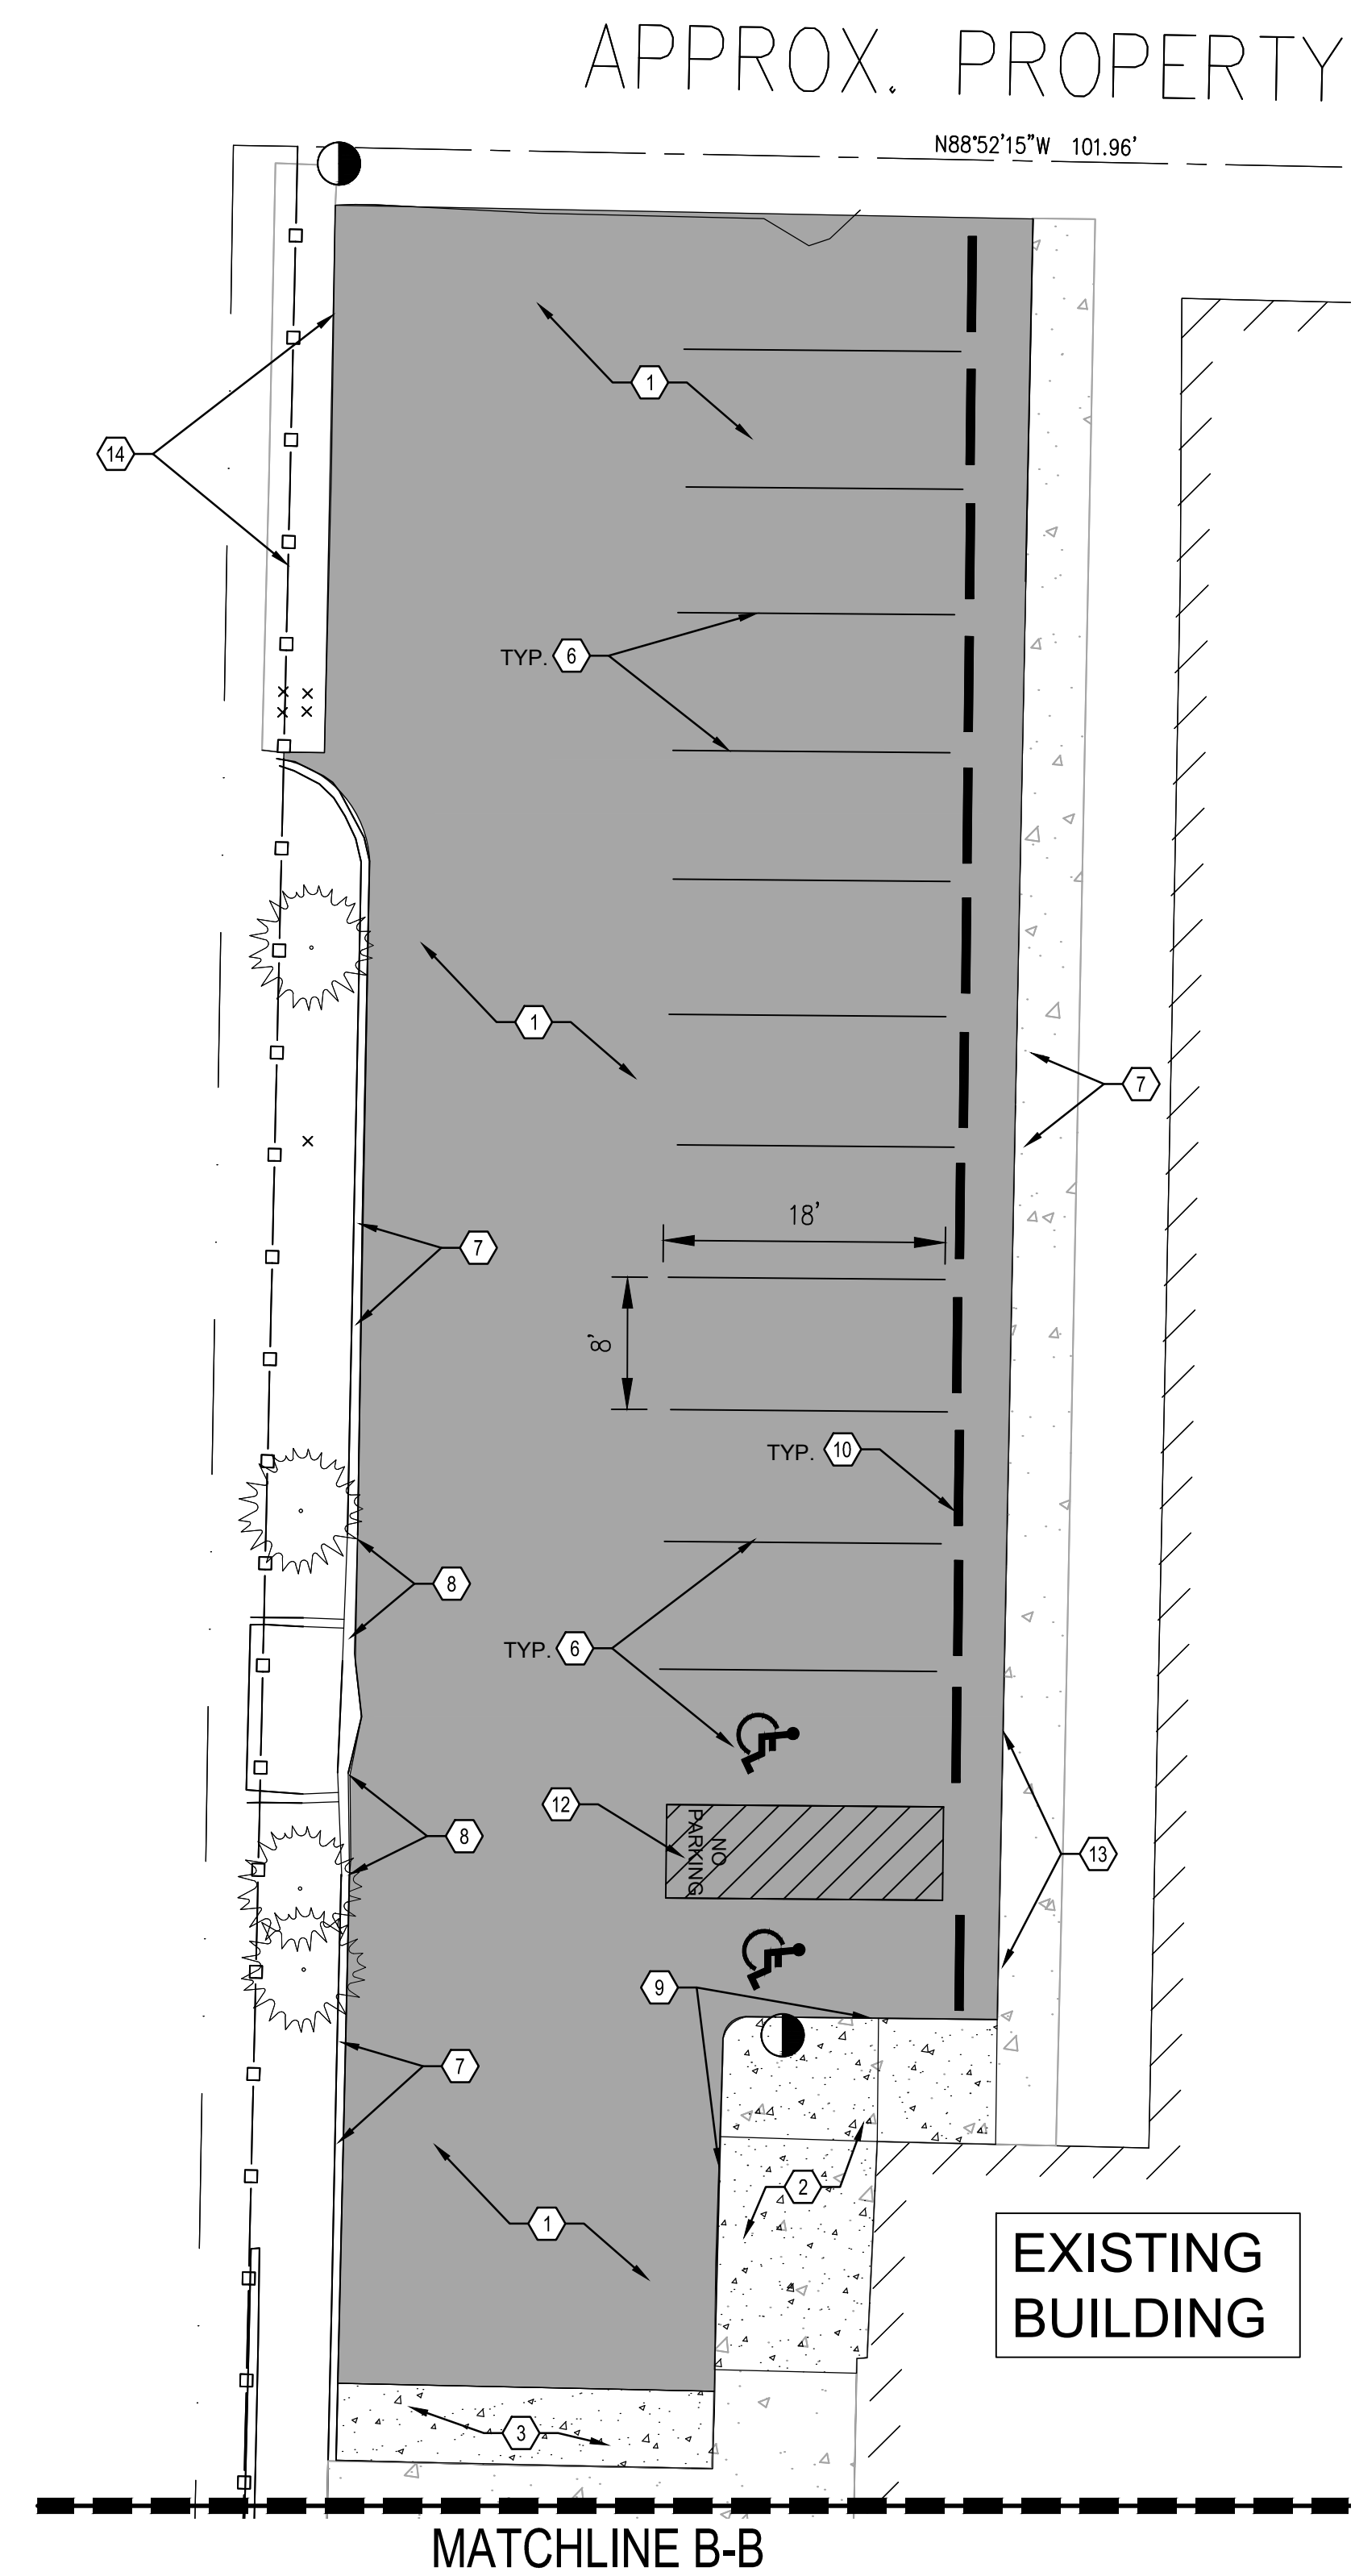 APPROX. PROPERTY
N88°52'15"W 101.96'
1
14
TYP. 6
1
7
18'
7
8'
TYP. 10
8
TYP. 6
12
NO
PARKING
8
13
9
7
2
1
EXISTING
BUILDING
3
MATCHLINE B-B